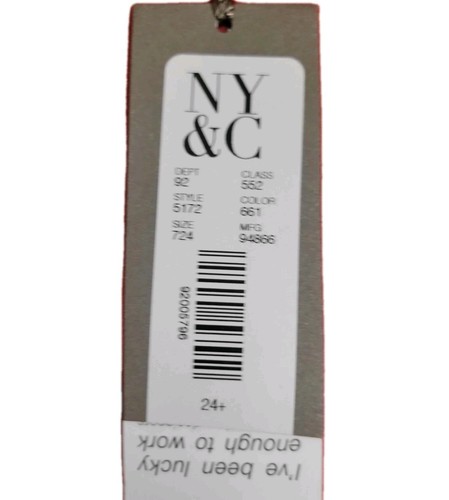 NY
&C
DEPT CLASS
92 552
STYLE COLOR
5172 661
SIZE MFG
724 94866
92005796
24+
I've been lucky
enough to work